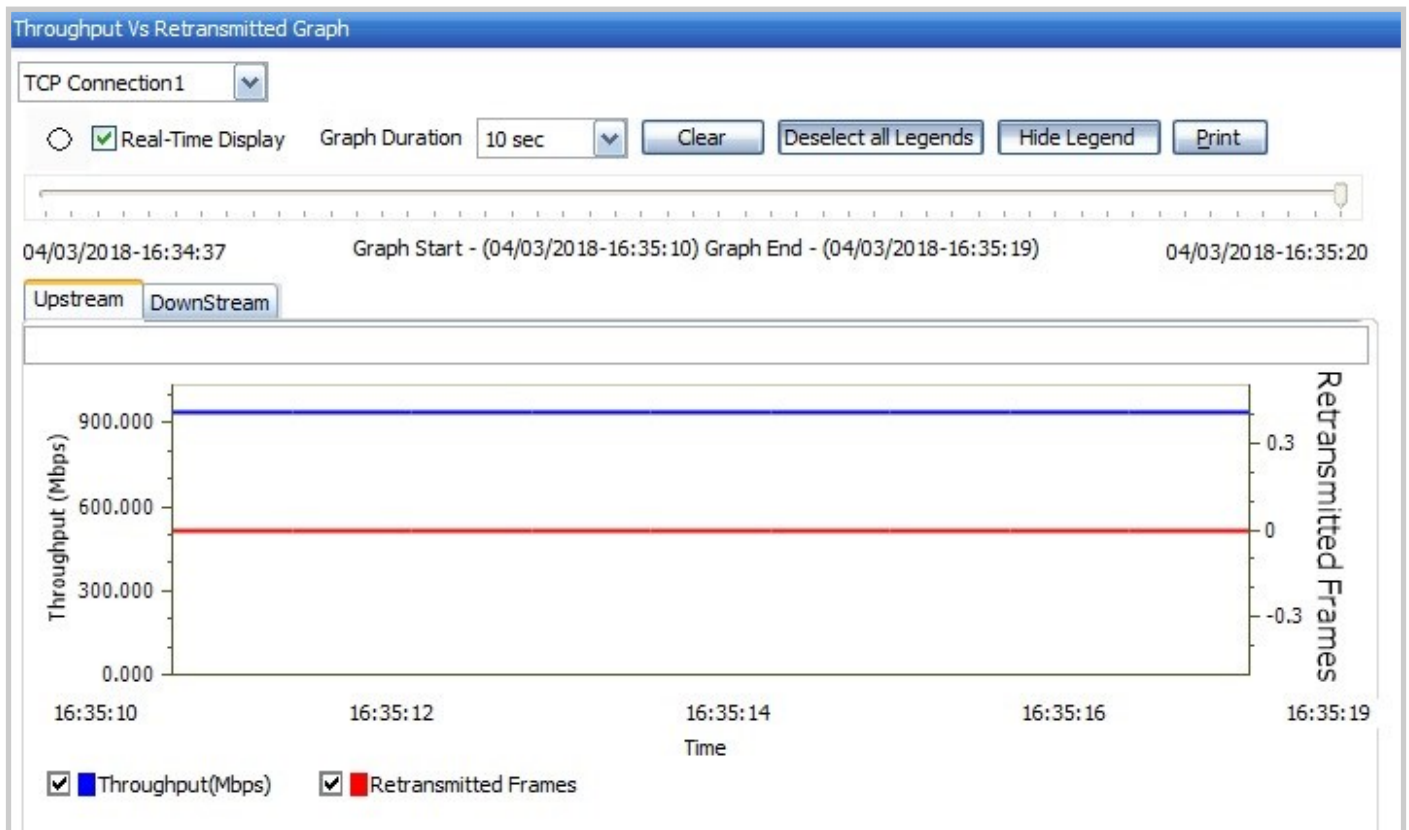 Throughput Vs Retransmitted Graph
TCP Connection1
Real-Time Display Graph Duration 10 sec Clear Deselect all Legends Hide Legend Print
04/03/2018-16:34:37 Graph Start - (04/03/2018-16:35:10) Graph End - (04/03/2018-16:35:19) 04/03/2018-16:35:20
Upstream DownStream
Throughput (Mbps)
900.000
600.000
300.000
0.000
0.3
0
-0.3
Retransmitted Frames
16:35:10 16:35:12 16:35:14 16:35:16 16:35:19
Time
Throughput(Mbps) Retransmitted Frames